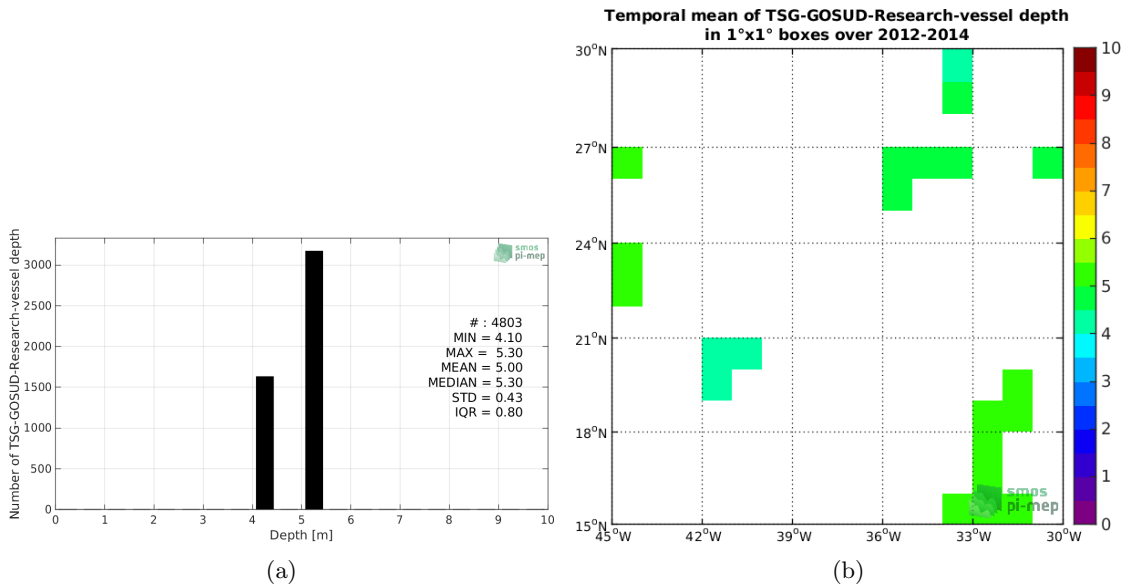 Temporal mean of TSG-GOSUD-Research-vessel depth
in 1°x1° boxes over 2012-2014
Number of TSG-GOSUD-Research-vessel depth
3000
2500
2000
1500
1000
500
0
0 1 2 3 4 5 6 7 8 9 10
Depth [m]
smos
pi-mep
# : 4803
MIN = 4.10
MAX = 5.30
MEAN = 5.00
MEDIAN = 5.30
STD = 0.43
IQR = 0.80
(a)
30°N
27°N
24°N
21°N
18°N
15°N
45°W 42°W 39°W 36°W 33°W 30°W
smos
pi-mep
10
9
8
7
6
5
4
3
2
1
0
(b)